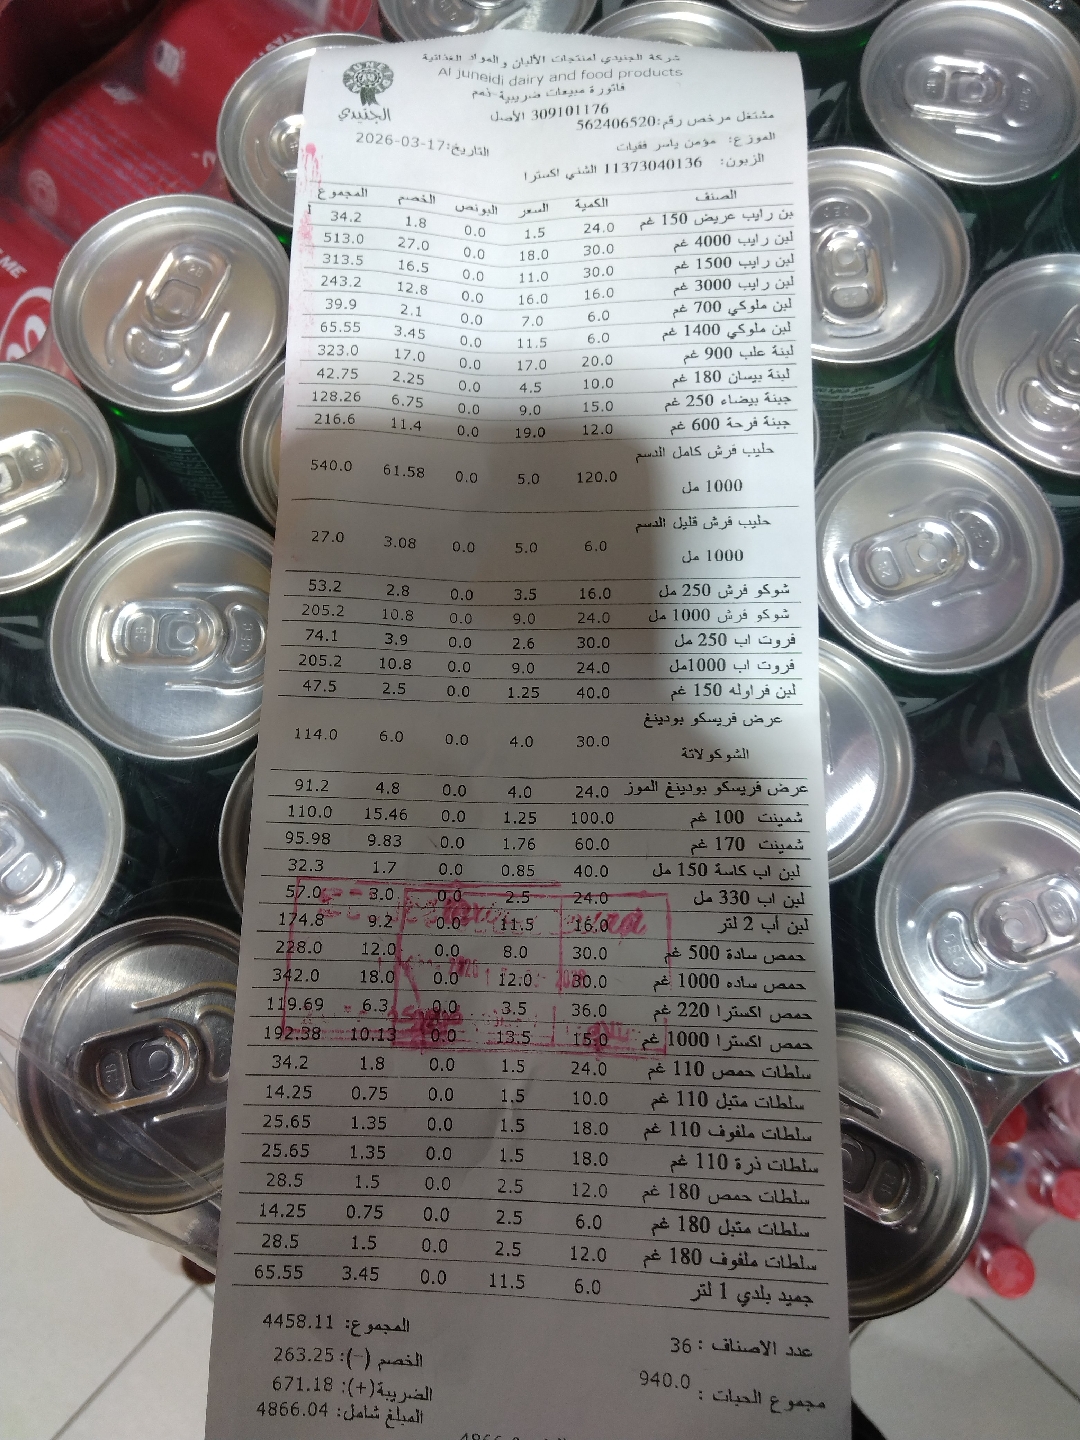 شركة الجنيدي لمنتجات الألبان والمواد الغذائية
Al Juneidi dairy and food products
فاتورة مبيعات ضريبية-ذمم
الجنيدي
309101176 الأصل
مشتغل مرخص رقم:562406520
الموزع: مؤمن ياسر فقيات
التاريخ:2026-03-17
الزبون: 11373040136 الشني اكسترا
الصنف الكمية السعر البونص الخصم المجموع
بن رايب عريض 150 غم 24.0 1.5 0.0 1.8 34.2
لبن رايب 4000 غم 30.0 18.0 0.0 27.0 513.0
لبن رايب 1500 غم 30.0 11.0 0.0 16.5 313.5
لبن رايب 3000 غم 16.0 16.0 0.0 12.8 243.2
لبن ملوكي 700 غم 6.0 7.0 0.0 2.1 39.9
لبن ملوكي 1400 غم 6.0 11.5 0.0 3.45 65.55
لبنة علب 900 غم 20.0 17.0 0.0 17.0 323.0
لبنة بيسان 180 غم 10.0 4.5 0.0 2.25 42.75
جبنة بيضاء 250 غم 15.0 9.0 0.0 6.75 128.26
جبنة فرحة 600 غم 12.0 19.0 0.0 11.4 216.6
حليب فرش كامل الدسم
1000 مل 120.0 5.0 0.0 61.58 540.0
حليب فرش قليل الدسم
1000 مل 6.0 5.0 0.0 3.08 27.0
شوكو فرش 250 مل 16.0 3.5 0.0 2.8 53.2
شوكو فرش 1000 مل 24.0 9.0 0.0 10.8 205.2
فروت اب 250 مل 30.0 2.6 0.0 3.9 74.1
فروت اب 1000مل 24.0 9.0 0.0 10.8 205.2
لبن فراوله 150 غم 40.0 1.25 0.0 2.5 47.5
عرض فريسكو بودينغ
الشوكولاتة 30.0 4.0 0.0 6.0 114.0
عرض فريسكو بودينغ الموز 24.0 4.0 0.0 4.8 91.2
شمينت 100 غم 100.0 1.25 0.0 15.46 110.0
شمينت 170 غم 60.0 1.76 0.0 9.83 95.98
لبن اب كاسة 150 مل 40.0 0.85 0.0 1.7 32.3
لبن اب 330 مل 24.0 2.5 0.0 3.0 57.0
لبن أب 2 لتر 16.0 11.5 0.0 9.2 174.8
حمص سادة 500 غم 30.0 8.0 0.0 12.0 228.0
حمص ساده 1000 غم 30.0 12.0 0.0 18.0 342.0
حمص اكسترا 220 غم 36.0 3.5 0.0 6.3 119.69
حمص اكسترا 1000 غم 15.0 13.5 0.0 10.13 192.38
سلطات حمص 110 غم 24.0 1.5 0.0 1.8 34.2
سلطات متبل 110 غم 10.0 1.5 0.0 0.75 14.25
سلطات ملفوف 110 غم 18.0 1.5 0.0 1.35 25.65
سلطات ذرة 110 غم 18.0 1.5 0.0 1.35 25.65
سلطات حمص 180 غم 12.0 2.5 0.0 1.5 28.5
سلطات متبل 180 غم 6.0 2.5 0.0 0.75 14.25
سلطات ملفوف 180 غم 12.0 2.5 0.0 1.5 28.5
جميد بلدي 1 لتر 6.0 11.5 0.0 3.45 65.55
عدد الاصناف : 36
مجموع الحبات : 940.0
المجموع: 4458.11
الخصم (-): 263.25
الضريبة(+): 671.18
المبلغ شامل: 4866.04